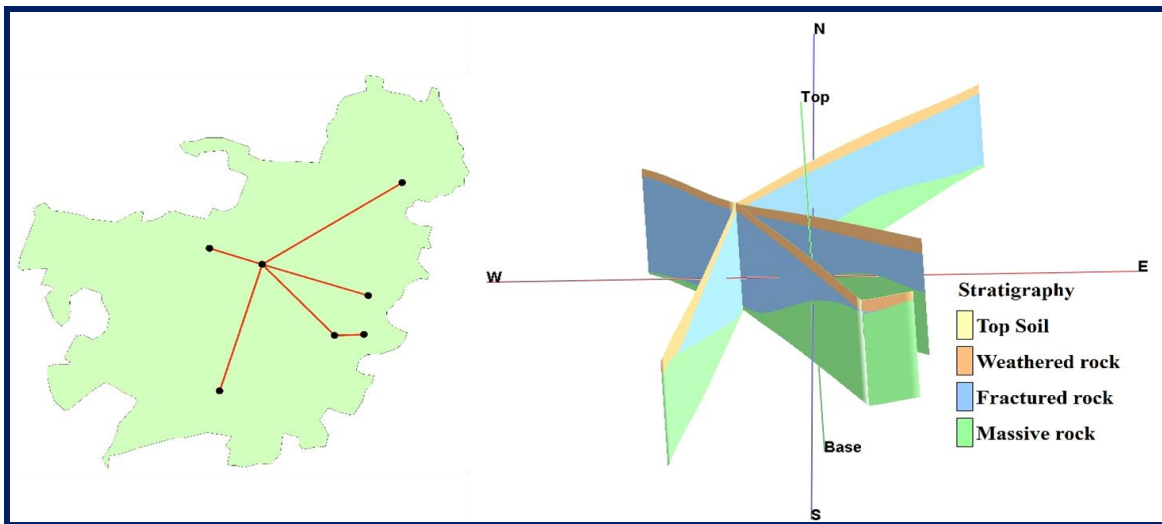 N
Top
W
E
Stratigraphy
Top Soil
Weathered rock
Fractured rock
Massive rock
Base
S